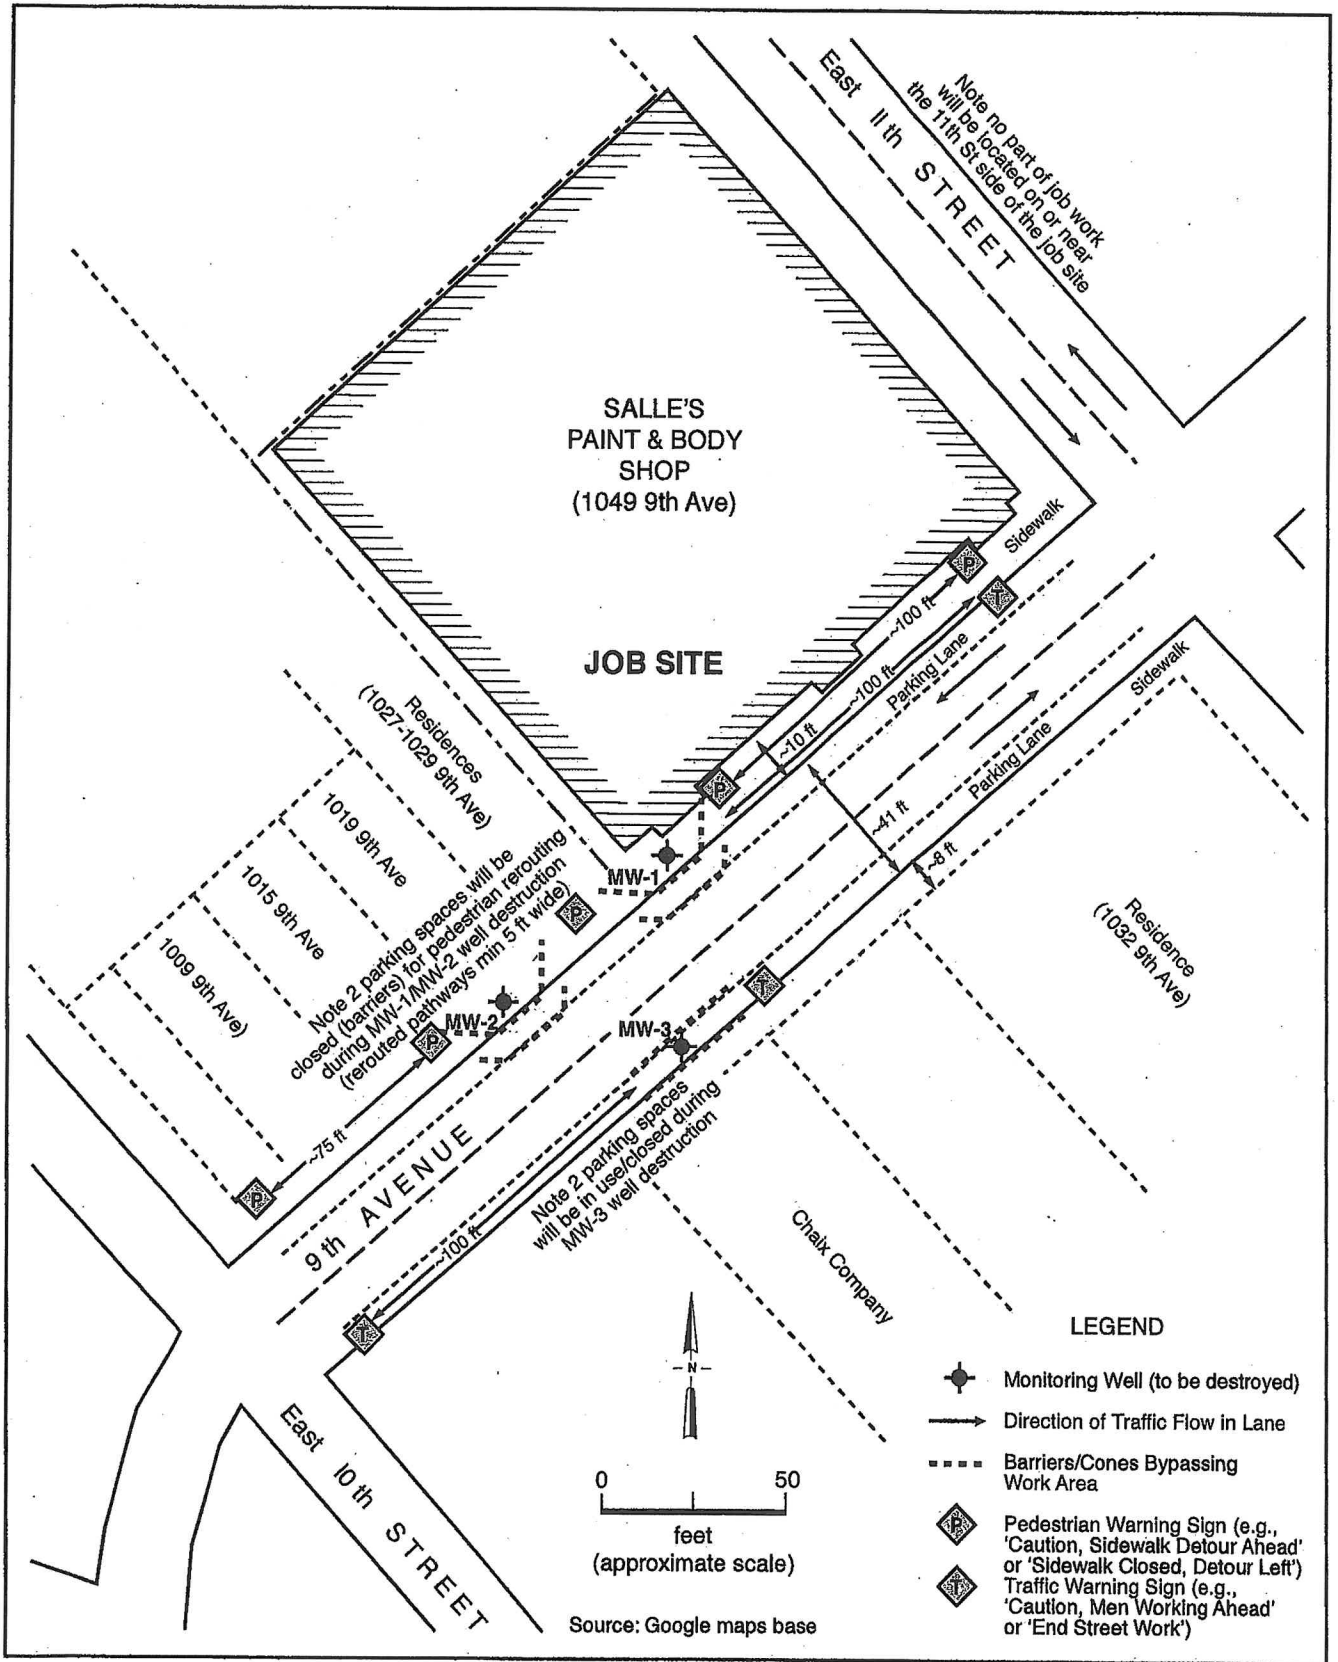 East 11th STREET
Note no part of job work
will be located on or near
the 11th St side of the job site
SALLE'S
PAINT & BODY
SHOP
(1049 9th Ave)
JOB SITE
Sidewalk
P
T
~100 ft
~100 ft
Parking Lane
~10 ft
P
Sidewalk
Parking Lane
~41 ft
~8 ft
Residences
(1027-1029 9th Ave)
1019 9th Ave
1015 9th Ave
1009 9th Ave)
Note 2 parking spaces will be
closed (barriers) for pedestrian rerouting
during MW-1/MW-2 well destruction
(rerouted pathways min 5 ft wide)
MW-1
P
MW-2
P
MW-3
T
Residence
(1032 9th Ave)
~75 ft
P
9 th AVENUE
~100 ft
T
Note 2 parking spaces
will be in use/closed during
MW-3 well destruction
Chaix Company
East 10 th STREET
N
0 50
feet
(approximate scale)
Source: Google maps base
LEGEND
Monitoring Well (to be destroyed)
Direction of Traffic Flow in Lane
Barriers/Cones Bypassing
Work Area
P
Pedestrian Warning Sign (e.g.,
'Caution, Sidewalk Detour Ahead'
or 'Sidewalk Closed, Detour Left')
T
Traffic Warning Sign (e.g.,
'Caution, Men Working Ahead'
or 'End Street Work')